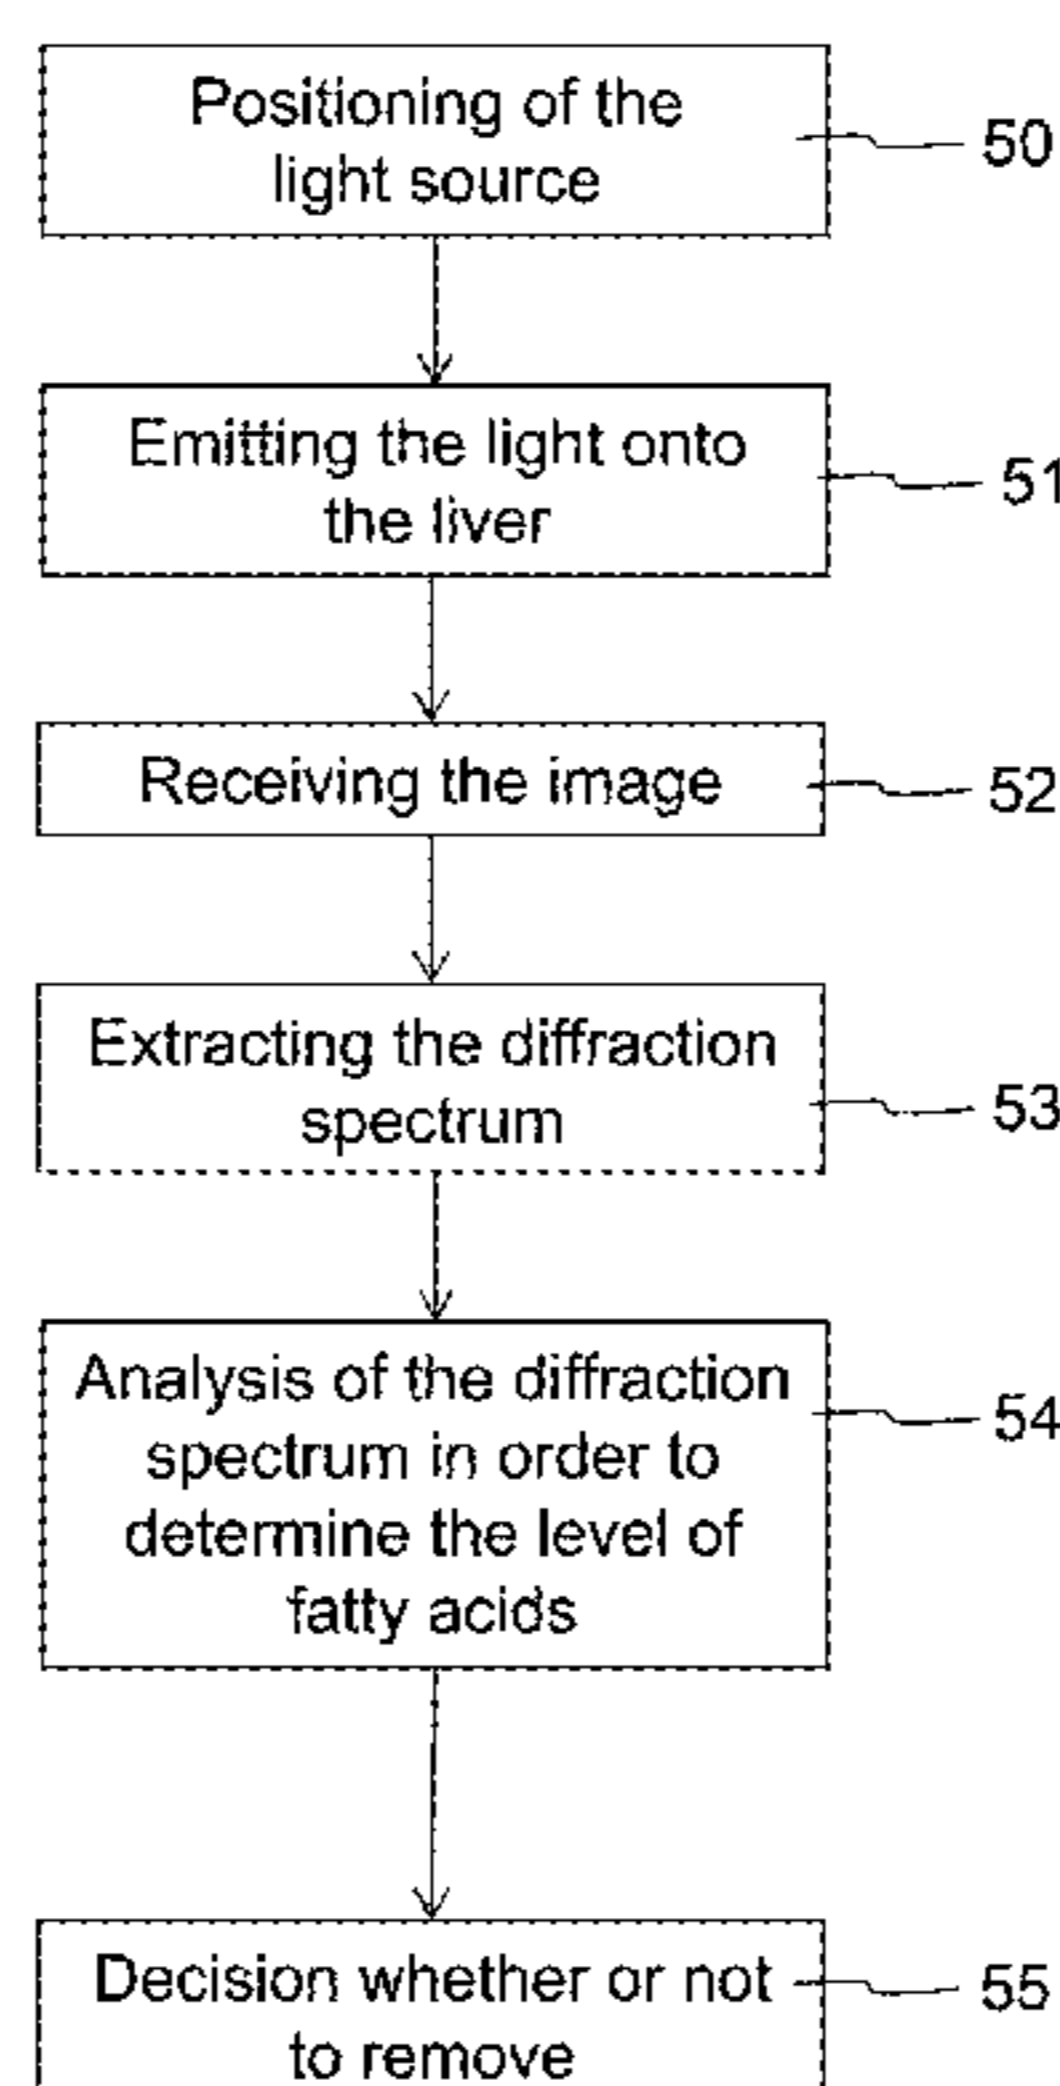 Positioning of the
light source
50
Emitting the light onto
the liver
51
Receiving the image
52
Extracting the diffraction
spectrum
53
Analysis of the diffraction
spectrum in order to
determine the level of
fatty acids
54
Decision whether or not
to remove
55